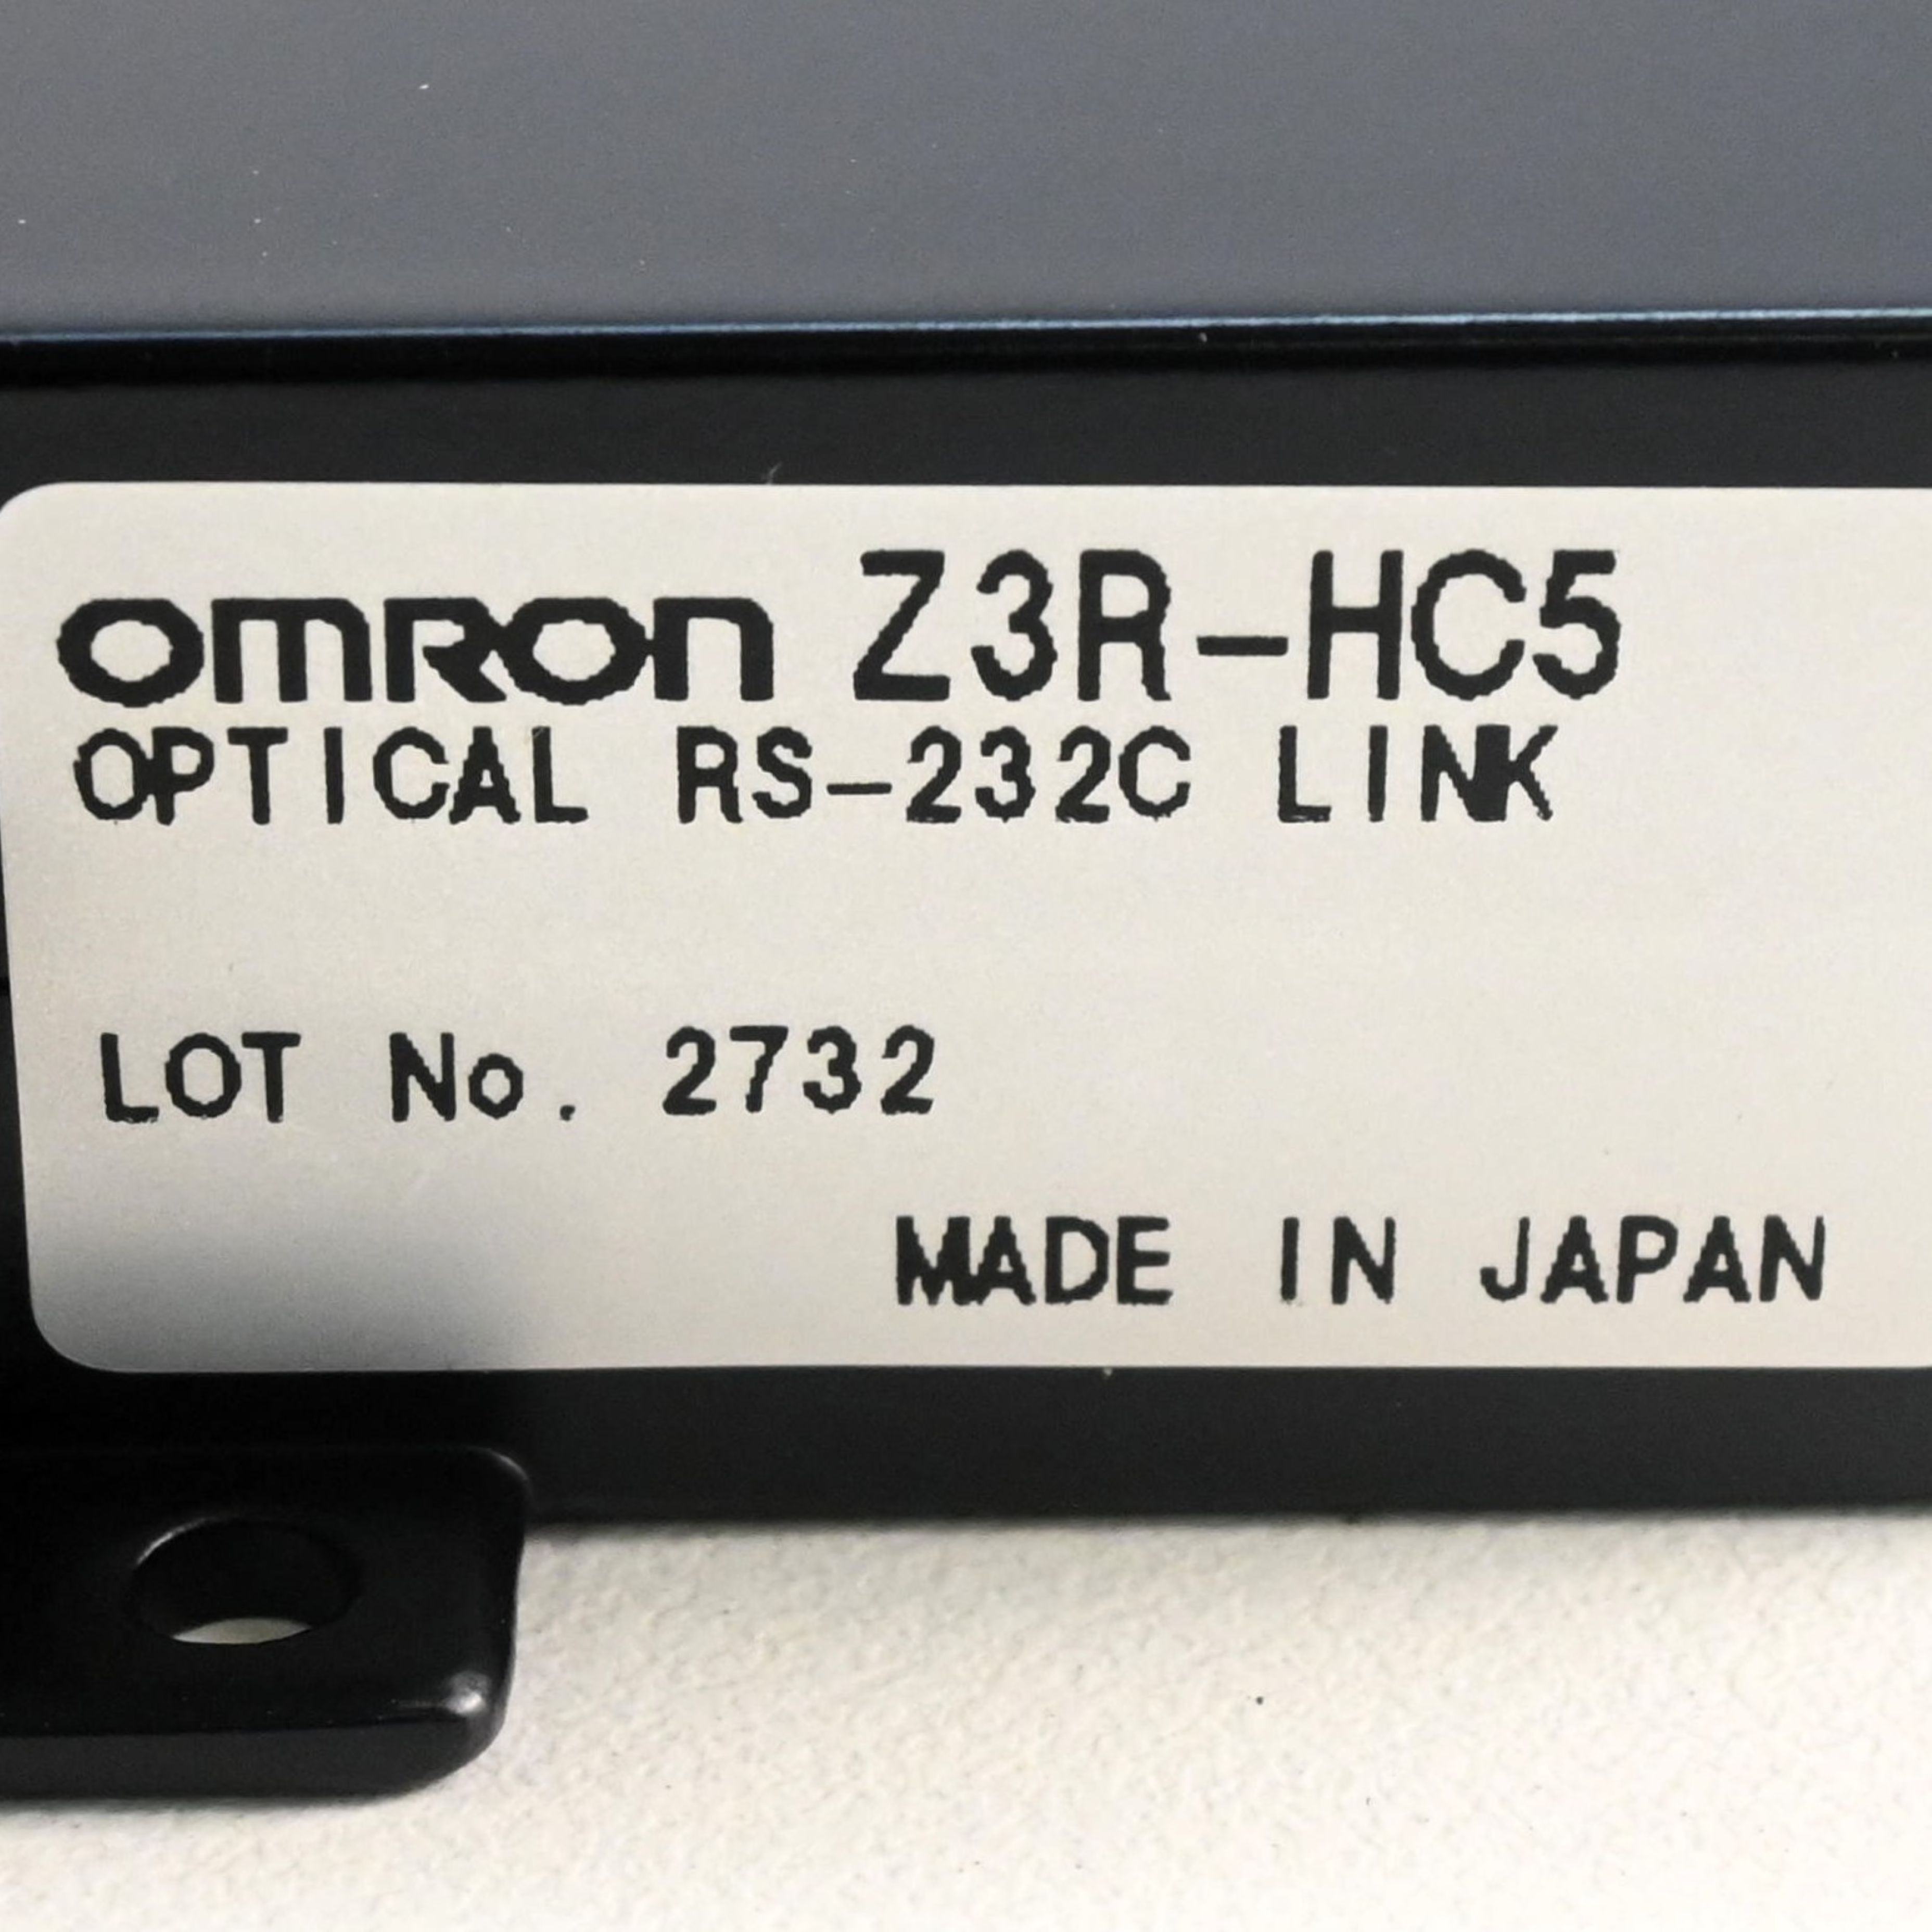 omron Z3R-HC5
OPTICAL RS-232C LINK
LOT No. 2732
MADE IN JAPAN